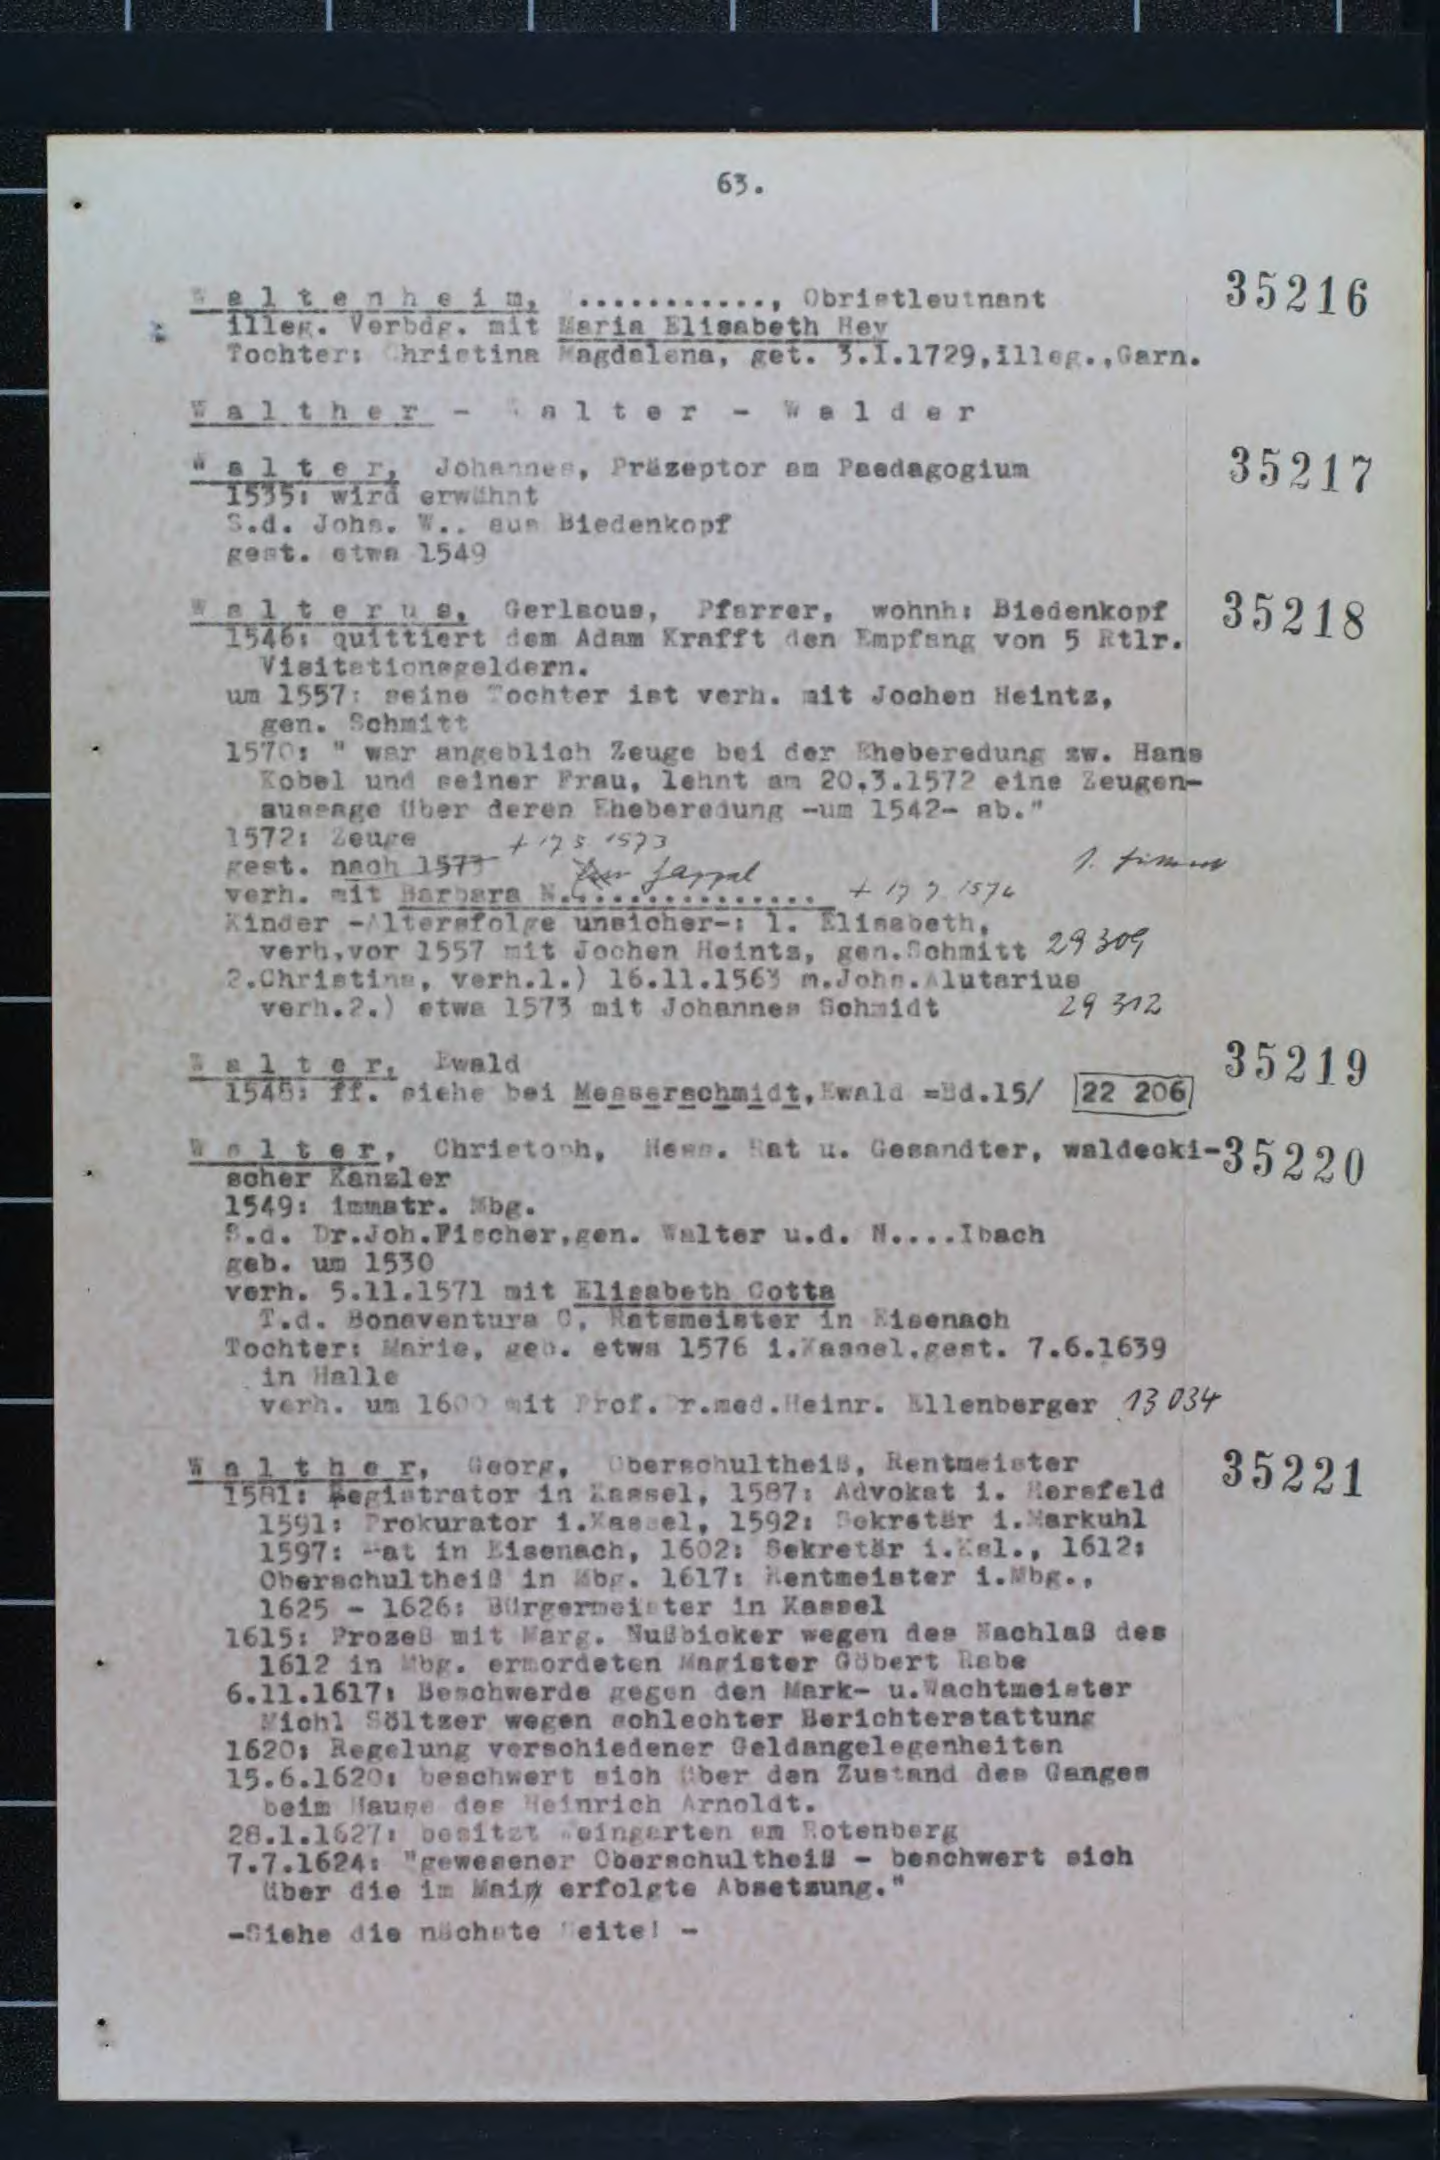 63.
Waltenheim, ..........., Obristleutnant 35216
illeg. Verbdg. mit Maria Elisabeth Hey
Tochter: Christina Magdalena, get. 3.I.1729,illeg.,Garn.
Walther - Walter - Walder
Walter, Johannes, Präzeptor am Paedagogium 35217
1535: wird erwähnt
S.d. Johs. W.. aus Biedenkopf
gest. etwa 1549
Walterus, Gerlacus, Pfarrer, wohnh: Biedenkopf 35218
1546: quittiert dem Adam Krafft den Empfang von 5 Rtlr.
Visitationsgeldern.
um 1557: seine Tochter ist verh. mit Jochen Heintz,
gen. Schmitt
1570: " war angeblich Zeuge bei der Eheberedung zw. Hans
Kobel und seiner Frau, lehnt am 20.3.1572 eine Zeugen-
aussage über deren Eheberedung -um 1542- ab."
1572: Zeuge + 17 5 1573
gest. nach 1573
verh. mit Barbara N. .............. + 17 7 1574
Kinder -Altersfolge unsicher-: 1. Elisabeth,
verh,vor 1557 mit Jochen Heintz, gen.Schmitt 29 309
2.Christine, verh.1.) 16.11.1563 m.Johs.Alutarius
verh.2.) etwa 1573 mit Johannes Schmidt 29 312
Walter, Ewald 35219
1548: ff. siehe bei Messerschmidt,Ewald =Bd.15/ 22 206
Walter, Christoph, Hess. Rat u. Gesandter, waldecki- 35220
scher Kanzler
1549: immatr. Mbg.
S.d. Dr.Joh.Fischer,gen. Walter u.d. N....Ibach
geb. um 1530
verh. 5.11.1571 mit Elisabeth Cotta
T.d. Bonaventura C, Ratsmeister in Eisenach
Tochter: Marie, geb. etwa 1576 i.Kassel,gest. 7.6.1639
in Halle
verh. um 1600 mit Prof. Dr.med.Heinr. Ellenberger 13 034
Walther, Georg, Oberschultheiß, Rentmeister 35221
1581: Registrator in Kassel, 1587: Advokat i. Hersfeld
1591: Prokurator i.Kassel, 1592: Sekretär i.Markuhl
1597: Rat in Eisenach, 1602: Sekretär i.Ksl., 1612:
Oberschultheiß in Mbg. 1617: Rentmeister i.Mbg.,
1625 - 1626: Bürgermeister in Kassel
1615: Prozeß mit Marg. Nußbicker wegen des Nachlaß des
1612 in Mbg. ermordeten Magister Göbert Rabe
6.11.1617: Beschwerde gegen den Mark- u.Wachtmeister
Michl Söltzer wegen schlechter Berichterstattung
1620: Regelung verschiedener Geldangelegenheiten
15.6.1620: beschwert sich über den Zustand des Ganges
beim Hause des Heinrich Arnoldt.
28.1.1627: besitzt Weingarten am Rotenberg
7.7.1624: "gewesener Oberschultheiß - beschwert sich
über die im Mai erfolgte Absetzung."
-Siehe die nächste Seite! -